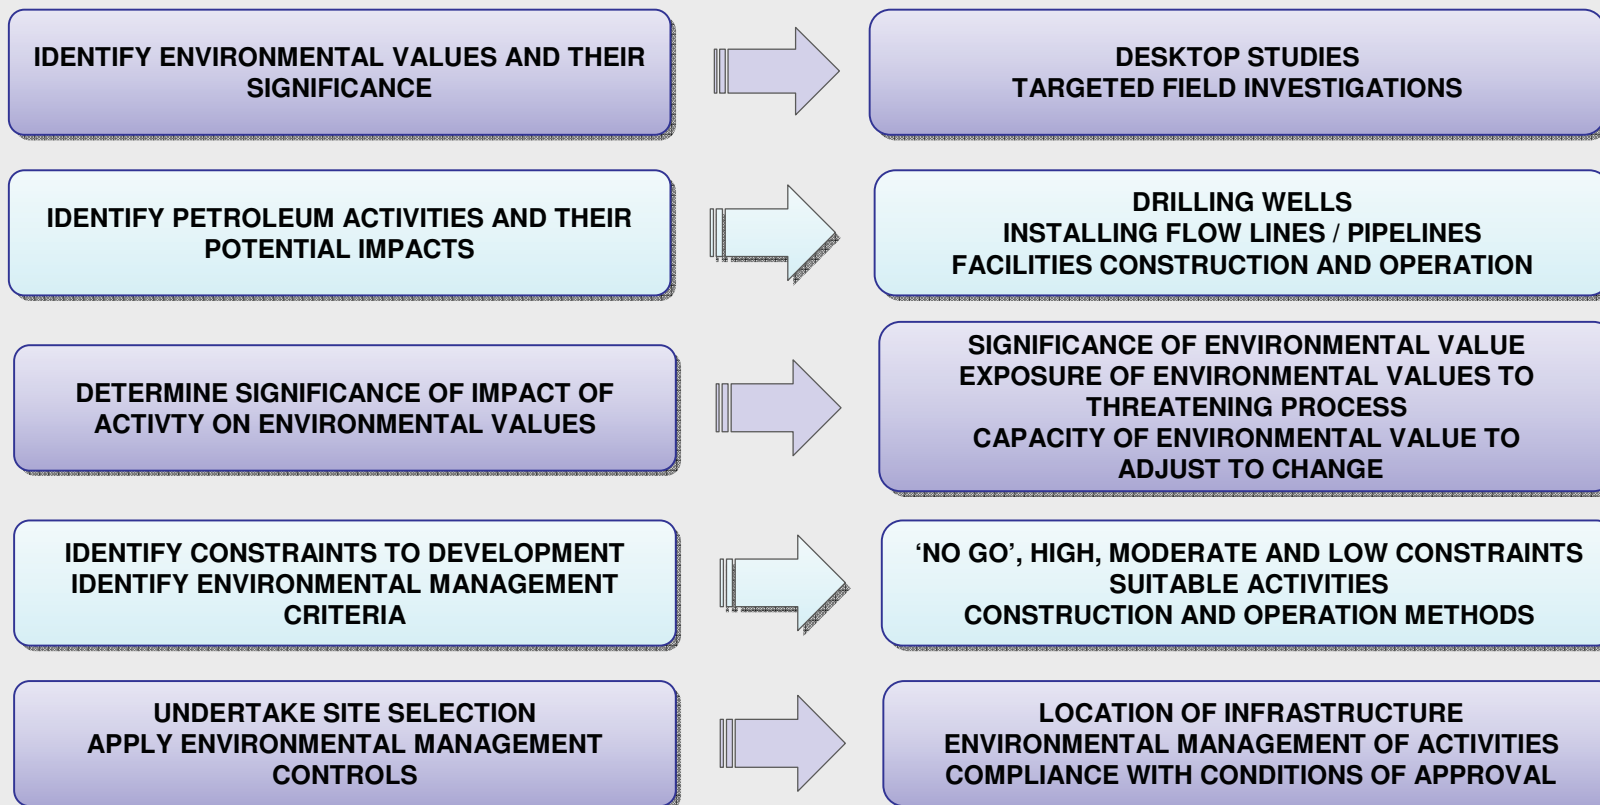 IDENTIFY ENVIRONMENTAL VALUES AND THEIR
SIGNIFICANCE
DESKTOP STUDIES
TARGETED FIELD INVESTIGATIONS
IDENTIFY PETROLEUM ACTIVITIES AND THEIR
POTENTIAL IMPACTS
DRILLING WELLS
INSTALLING FLOW LINES / PIPELINES
FACILITIES CONSTRUCTION AND OPERATION
DETERMINE SIGNIFICANCE OF IMPACT OF
ACTIVTY ON ENVIRONMENTAL VALUES
SIGNIFICANCE OF ENVIRONMENTAL VALUE
EXPOSURE OF ENVIRONMENTAL VALUES TO
THREATENING PROCESS
CAPACITY OF ENVIRONMENTAL VALUE TO
ADJUST TO CHANGE
IDENTIFY CONSTRAINTS TO DEVELOPMENT
IDENTIFY ENVIRONMENTAL MANAGEMENT
CRITERIA
‘NO GO’, HIGH, MODERATE AND LOW CONSTRAINTS
SUITABLE ACTIVITIES
CONSTRUCTION AND OPERATION METHODS
UNDERTAKE SITE SELECTION
APPLY ENVIRONMENTAL MANAGEMENT
CONTROLS
LOCATION OF INFRASTRUCTURE
ENVIRONMENTAL MANAGEMENT OF ACTIVITIES
COMPLIANCE WITH CONDITIONS OF APPROVAL